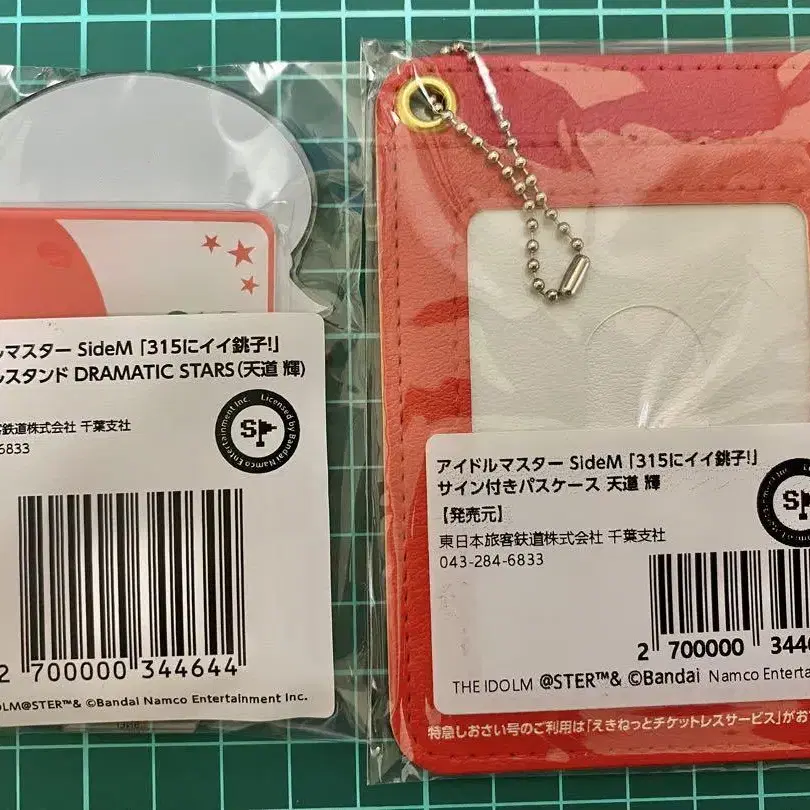 ルマスター SideM「315にイイ銚子!」
ルスタンド DRAMATIC STARS(天道 輝)
客鉄道株式会社 千葉支社
6833
Licensed by Bandai Namco Entertainment Inc.
2 700000 344644
OLM@STER™& ©Bandai Namco Entertainment Inc.
アイドルマスター SideM「315にイイ銚子!」
サイン付きパスケース 天道 輝
【発売元】
東日本旅客鉄道株式会社 千葉支社
043-284-6833
2 700000 344
THE IDOLM@STER™& ©Bandai Namco Enterta
特急しおさい号のご利用は「えきねっとチケットレスサービス」がお